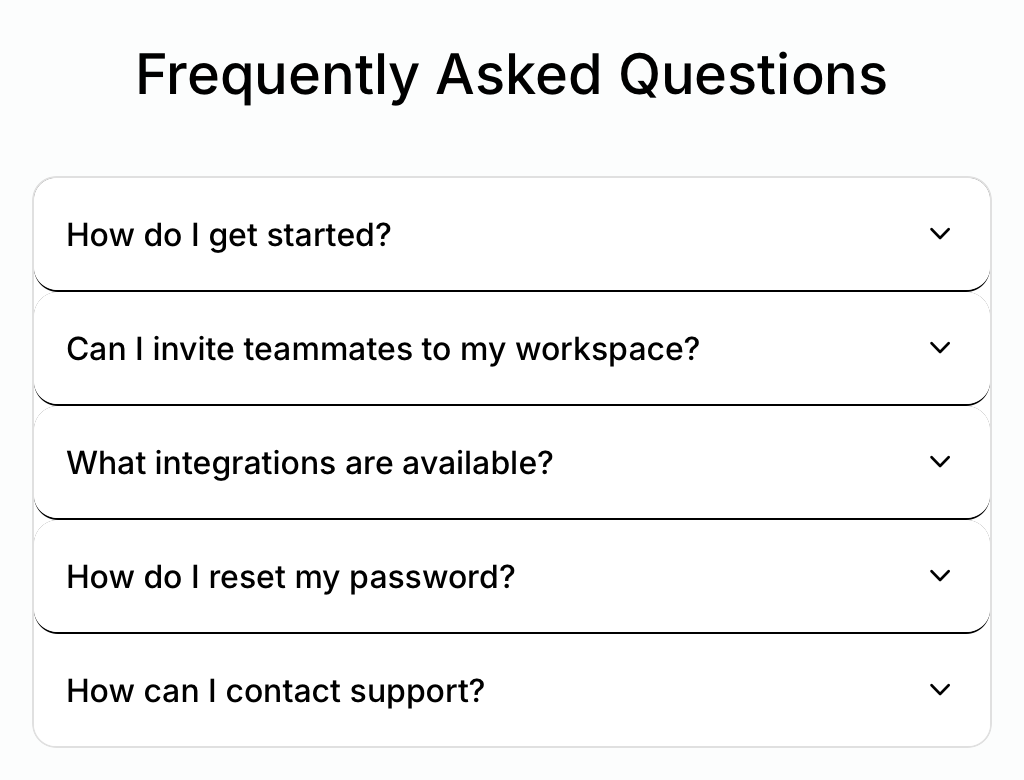 Frequently Asked Questions
How do I get started?
Can I invite teammates to my workspace?
What integrations are available?
How do I reset my password?
How can I contact support?